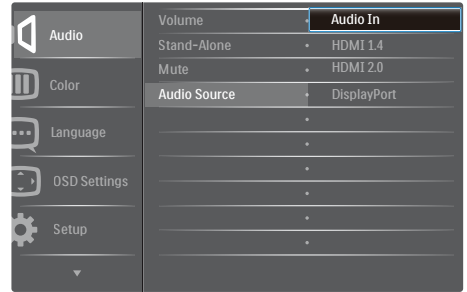 Audio
Color
Language
OSD Settings
Setup
Volume
Stand-Alone
Mute
Audio Source
Audio In
HDMI 1.4
HDMI 2.0
DisplayPort